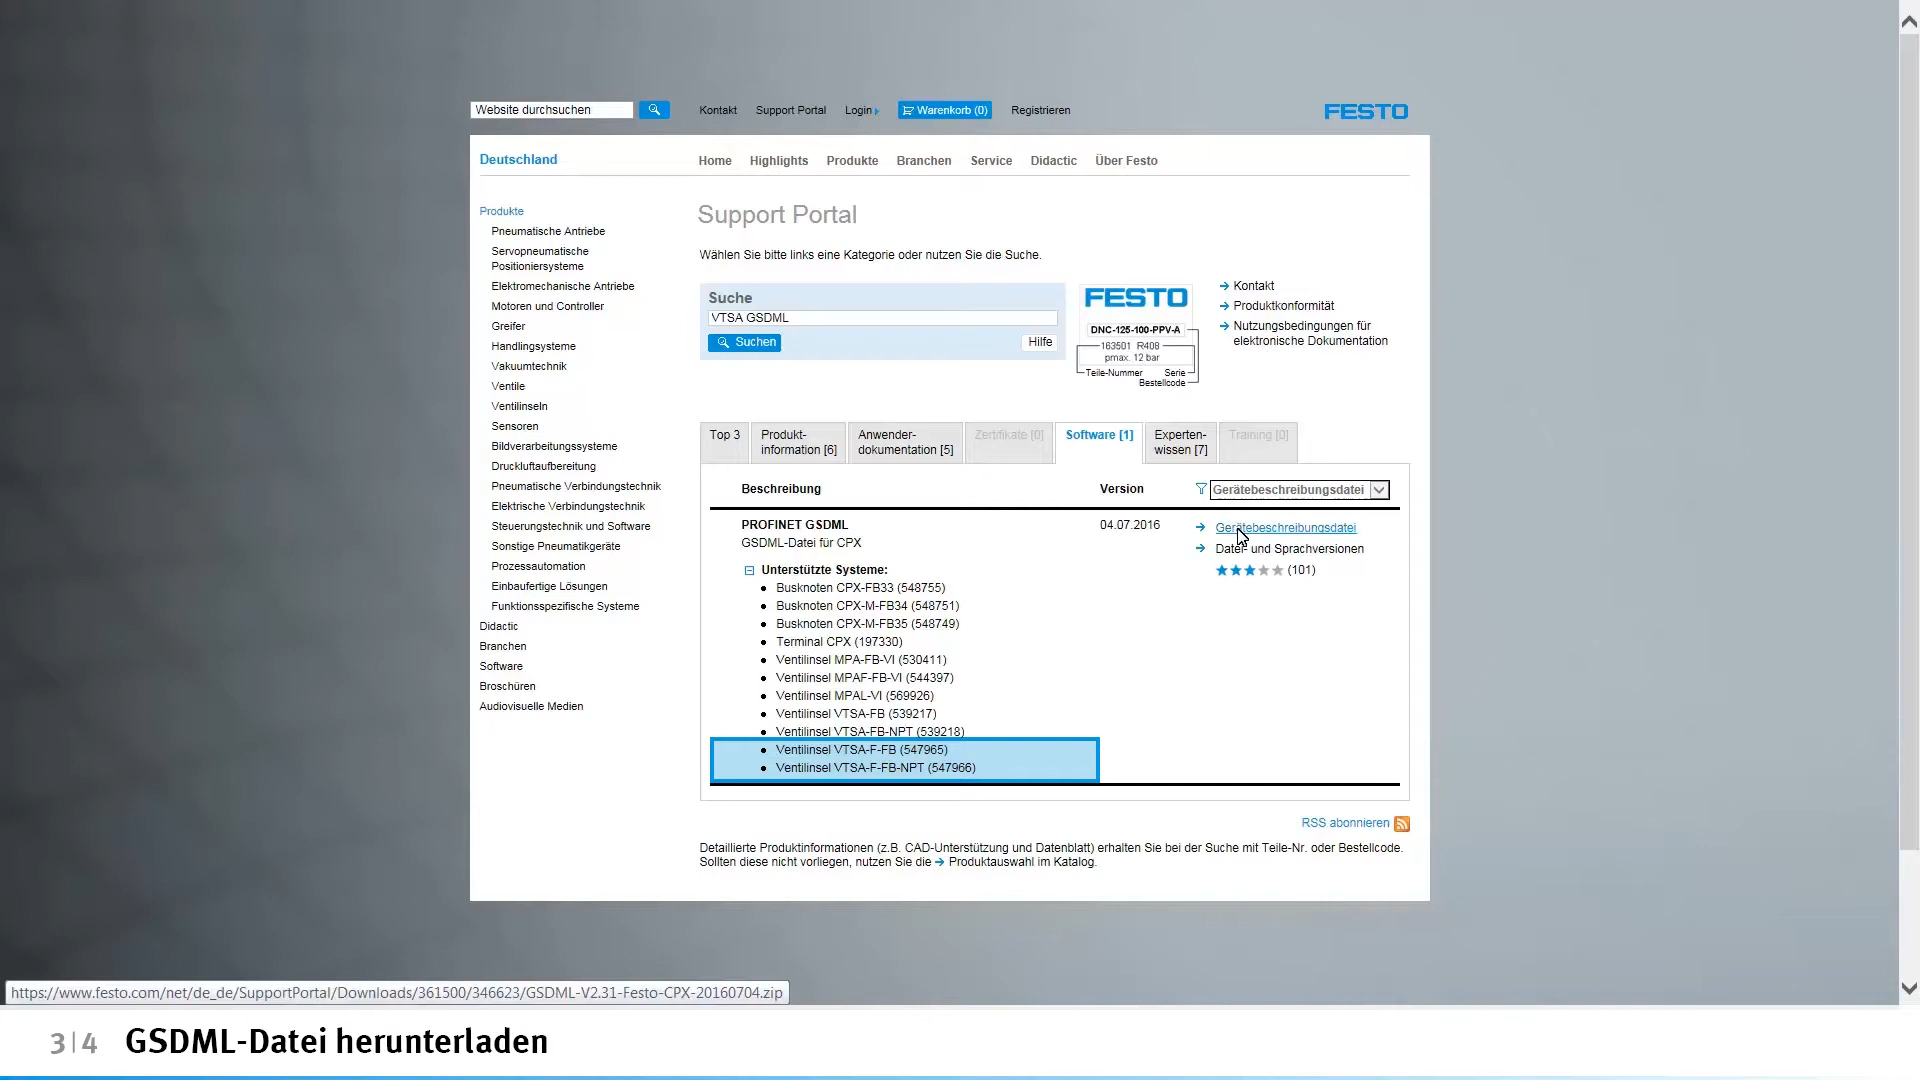 Website durchsuchen
Kontakt Support Portal Login Warenkorb (0) Registrieren
FESTO
Deutschland
Home Highlights Produkte Branchen Service Didactic Über Festo
Produkte
Pneumatische Antriebe
Servopneumatische
Positioniersysteme
Elektromechanische Antriebe
Motoren und Controller
Greifer
Handlingsysteme
Vakuumtechnik
Ventile
Ventilinseln
Sensoren
Bildverarbeitungssysteme
Druckluftaufbereitung
Pneumatische Verbindungstechnik
Elektrische Verbindungstechnik
Steuerungstechnik und Software
Sonstige Pneumatikgeräte
Prozessautomation
Einbaufertige Lösungen
Funktionsspezifische Systeme
Didactic
Branchen
Software
Broschüren
Audiovisuelle Medien
Support Portal
Wählen Sie bitte links eine Kategorie oder nutzen Sie die Suche.
Suche
VTSA GSDML
Suchen
Hilfe
FESTO
DNC-125-100-PPV-A
163501 R408
pmax. 12 bar
Teile-Nummer Serie
Bestellcode
Kontakt
Produktkonformität
Nutzungsbedingungen für
elektronische Dokumentation
Top 3
Produkt-
information [6]
Anwender-
dokumentation [5]
Zertifikate [0]
Software [1]
Experten-
wissen [7]
Training [0]
Beschreibung Version Gerätebeschreibungsdatei
PROFINET GSDML 04.07.2016 Gerätebeschreibungsdatei
GSDML-Datei für CPX
Datei- und Sprachversionen
(101)
Unterstützte Systeme:
Busknoten CPX-FB33 (548755)
Busknoten CPX-M-FB34 (548751)
Busknoten CPX-M-FB35 (548749)
Terminal CPX (197330)
Ventilinsel MPA-FB-VI (530411)
Ventilinsel MPAF-FB-VI (544397)
Ventilinsel MPAL-VI (569926)
Ventilinsel VTSA-FB (539217)
Ventilinsel VTSA-FB-NPT (539218)
Ventilinsel VTSA-F-FB (547965)
Ventilinsel VTSA-F-FB-NPT (547966)
RSS abonnieren
Detaillierte Produktinformationen (z.B. CAD-Unterstützung und Datenblatt) erhalten Sie bei der Suche mit Teile-Nr. oder Bestellcode.
Sollten diese nicht vorliegen, nutzen Sie die Produktauswahl im Katalog.
https://www.festo.com/net/de_de/SupportPortal/Downloads/361500/346623/GSDML-V2.31-Festo-CPX-20160704.zip
3|4 GSDML-Datei herunterladen